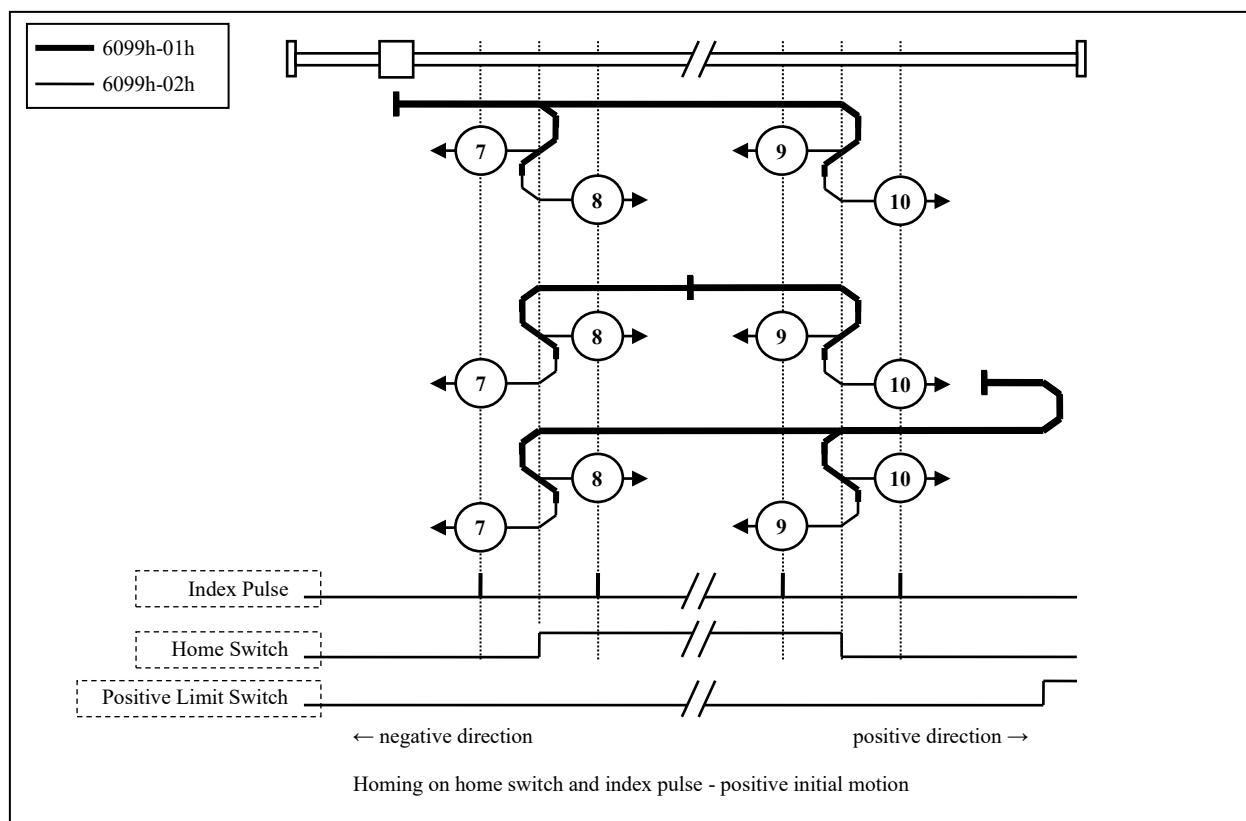 6099h-01h
6099h-02h
7
9
8
10
8
9
7
10
8
10
7
9
Index Pulse
Home Switch
Positive Limit Switch
← negative direction
positive direction →
Homing on home switch and index pulse - positive initial motion